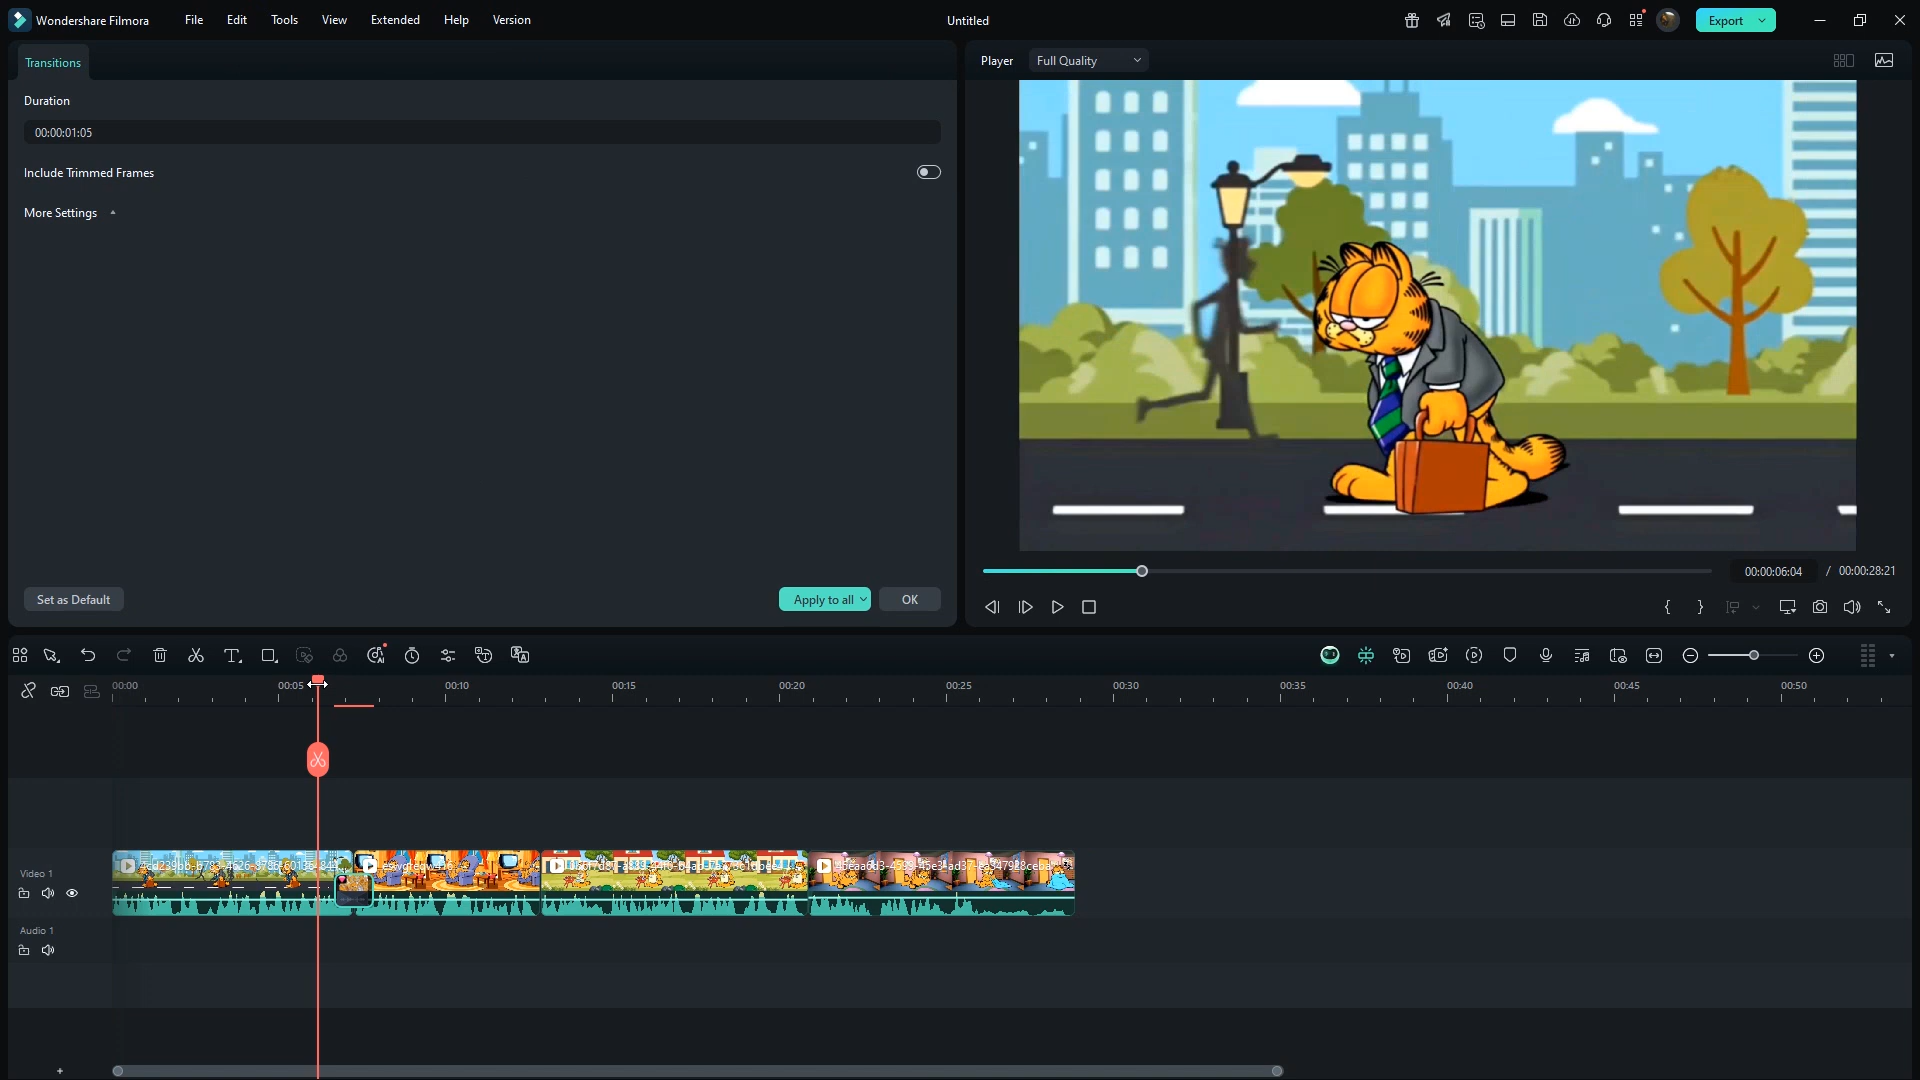 Wondershare Filmora
File
Edit
Tools
View
Extended
Help
Version
Untitled
Export
Transitions
Duration
00:00:01:05
Include Trimmed Frames
More Settings
Set as Default
Apply to all
OK
Player
Full Quality
00:00:06:04 / 00:00:28:21
00:00
00:05
00:10
00:15
00:20
00:25
00:30
00:35
00:40
00:45
00:50
Video 1
Audio 1